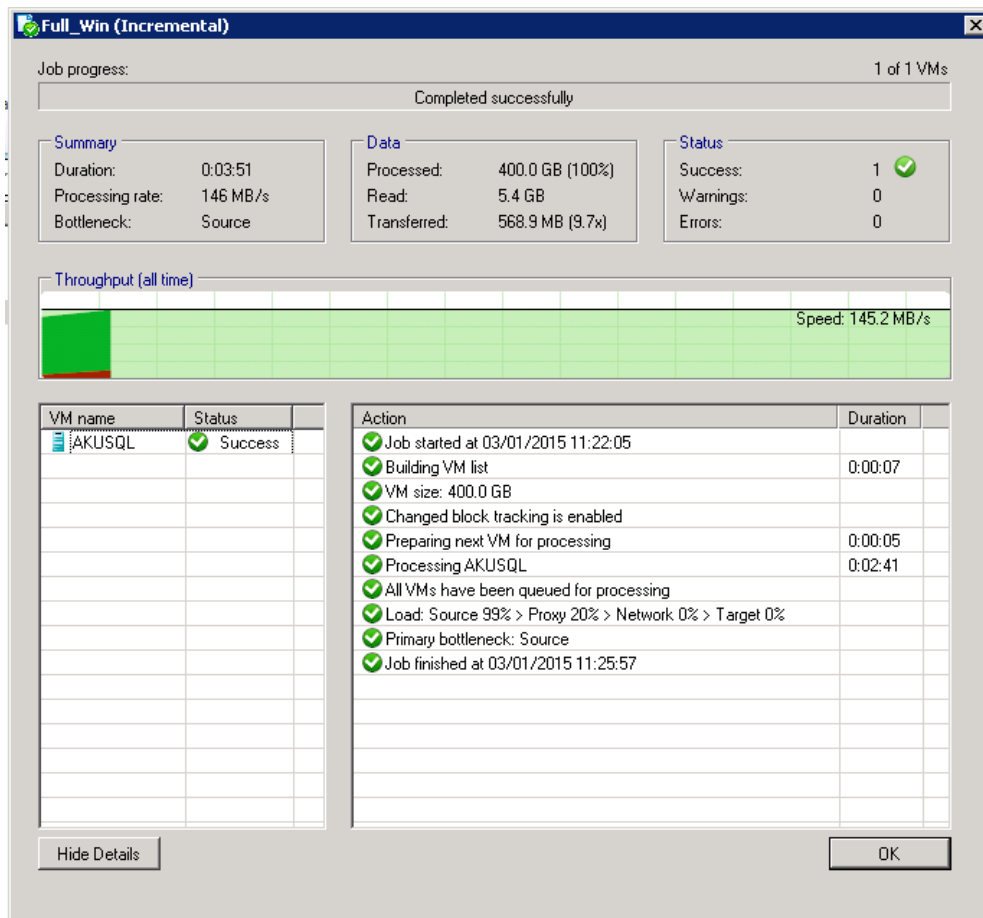 Full_Win (Incremental)
Job progress: 1 of 1 VMs
Completed successfully
Summary
Duration: 0:03:51
Processing rate: 146 MB/s
Bottleneck: Source
Data
Processed: 400.0 GB (100%)
Read: 5.4 GB
Transferred: 568.9 MB (9.7x)
Status
Success: 1
Warnings: 0
Errors: 0
Throughput (all time)
Speed: 145.2 MB/s
VM name Status
AKUSQL Success
Action Duration
Job started at 03/01/2015 11:22:05
Building VM list 0:00:07
VM size: 400.0 GB
Changed block tracking is enabled
Preparing next VM for processing 0:00:05
Processing AKUSQL 0:02:41
All VMs have been queued for processing
Load: Source 99% > Proxy 20% > Network 0% > Target 0%
Primary bottleneck: Source
Job finished at 03/01/2015 11:25:57
Hide Details OK